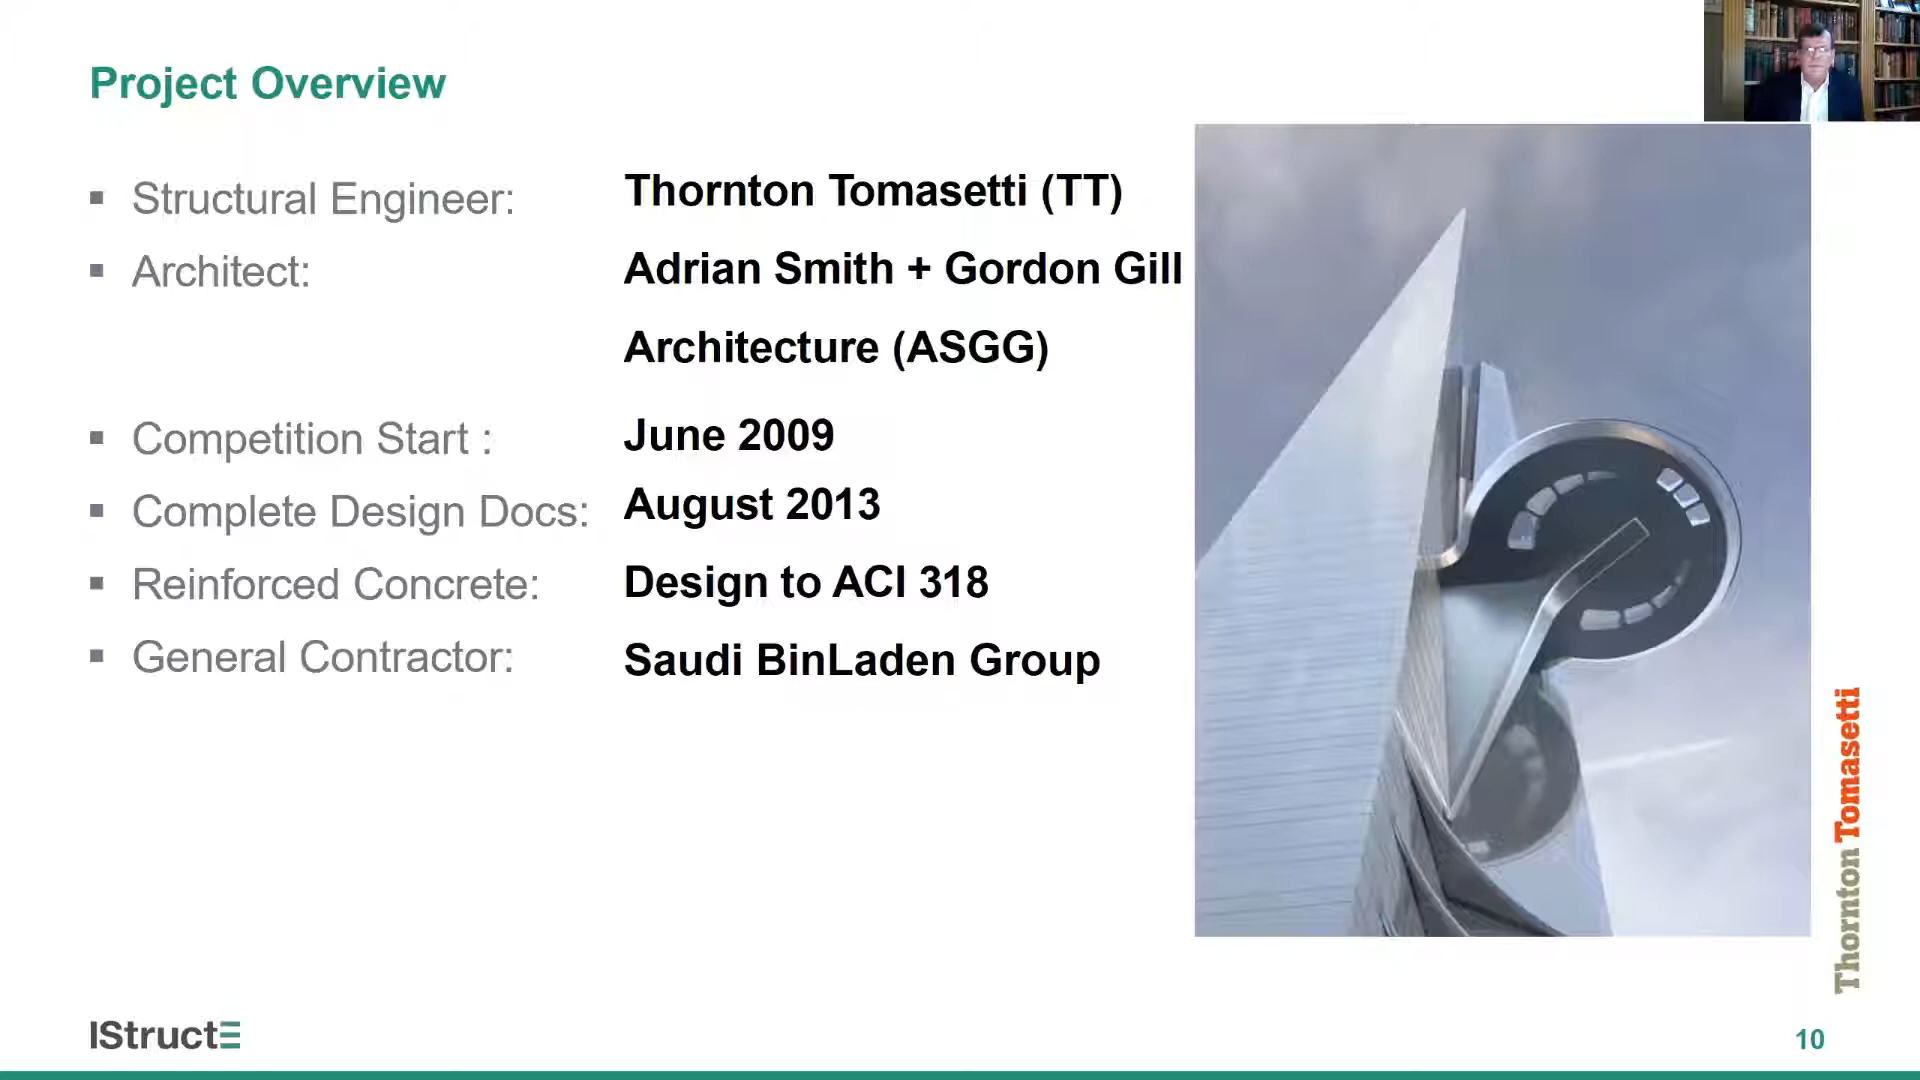 Project Overview
▪ Structural Engineer: Thornton Tomasetti (TT)
▪ Architect: Adrian Smith + Gordon Gill
Architecture (ASGG)
▪ Competition Start : June 2009
▪ Complete Design Docs: August 2013
▪ Reinforced Concrete: Design to ACI 318
▪ General Contractor: Saudi BinLaden Group
Thornton Tomasetti
IStructE
10